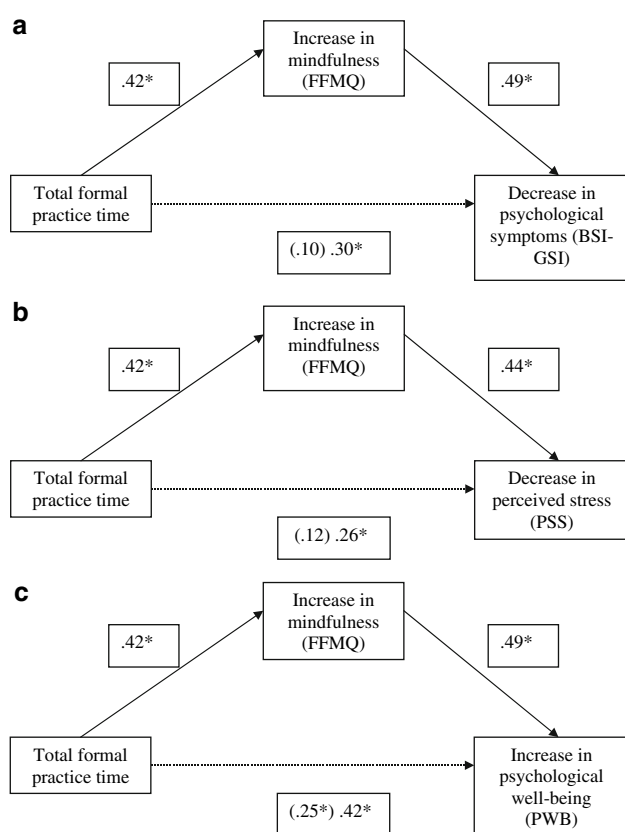 a
Increase in
mindfulness
(FFMQ)
.42*
.49*
Total formal
practice time
Decrease in
psychological
symptoms (BSI-
GSI)
(.10) .30*
b
Increase in
mindfulness
(FFMQ)
.42*
.44*
Total formal
practice time
Decrease in
perceived stress
(PSS)
(.12) .26*
c
Increase in
mindfulness
(FFMQ)
.42*
.49*
Total formal
practice time
Increase in
psychological
well-being
(PWB)
(.25*) .42*